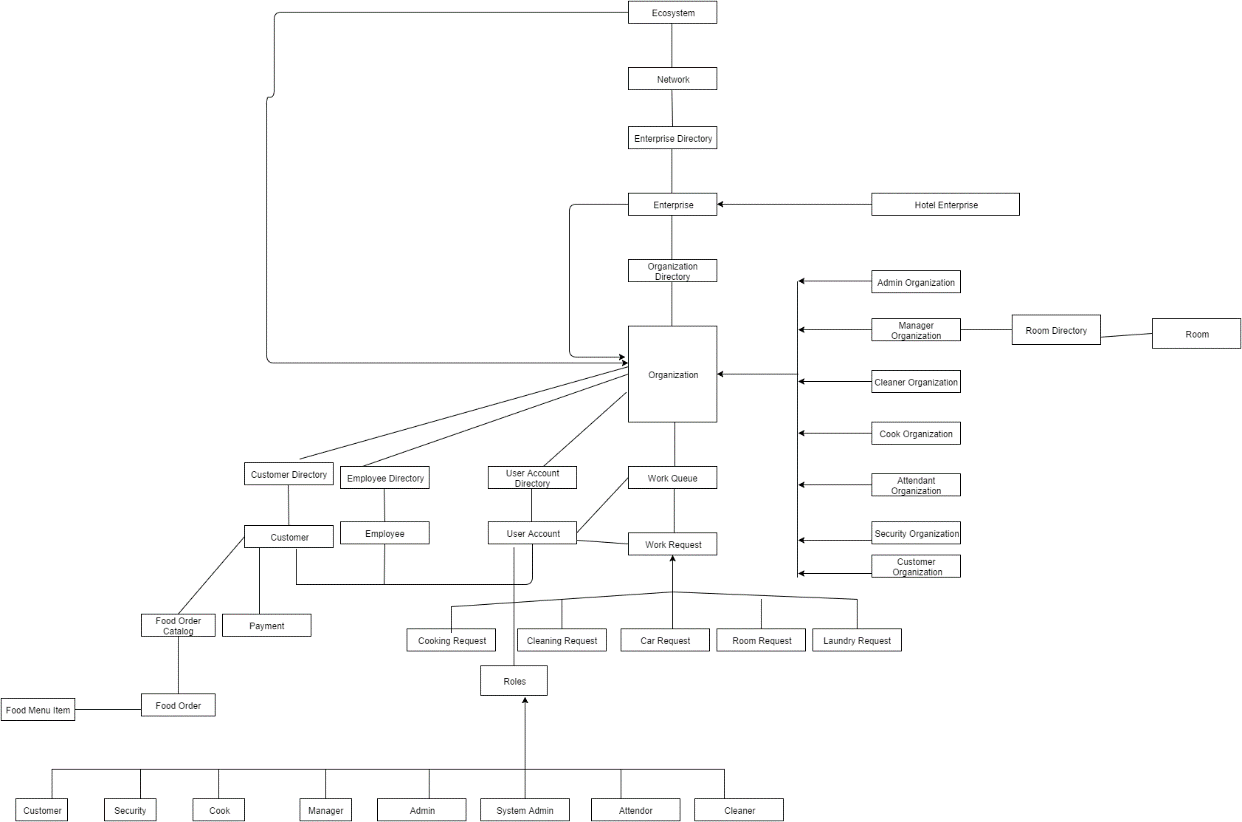 Ecosystem
Network
Enterprise Directory
Enterprise
Hotel Enterprise
Organization
Directory
Admin Organization
Manager
Organization
Room Directory
Room
Organization
Cleaner Organization
Cook Organization
Customer Directory
Employee Directory
User Account
Directory
Work Queue
Attendant
Organization
Customer
Employee
User Account
Work Request
Security Organization
Customer
Organization
Food Order
Catalog
Payment
Cooking Request
Cleaning Request
Car Request
Room Request
Laundry Request
Roles
Food Menu Item
Food Order
Customer
Security
Cook
Manager
Admin
System Admin
Attendor
Cleaner